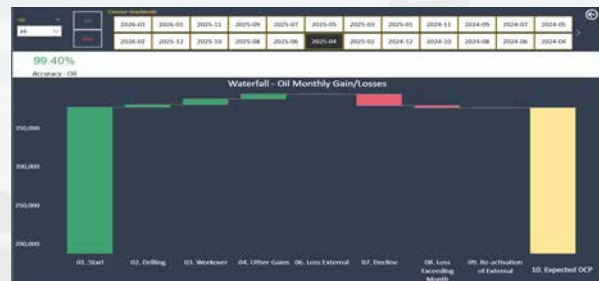 All
2026-03 2026-01 2025-11 2025-09 2025-07 2025-05 2025-03 2025-01 2024-11 2024-09 2024-07 2024-05
2026-02 2025-12 2025-10 2025-08 2025-06 2025-04 2025-02 2024-12 2024-10 2024-08 2024-06 2024-04
99.40%
Accuracy - Oil
Waterfall - Oil Monthly Gain/Losses
350,000
300,000
250,000
200,000
01. Start
02. Drilling
03. Workover
04. Other Gains
06. Loss External
07. Decline
08. Loss
Exceeding
Month
09. Re-activation
of External
10. Expected DCP